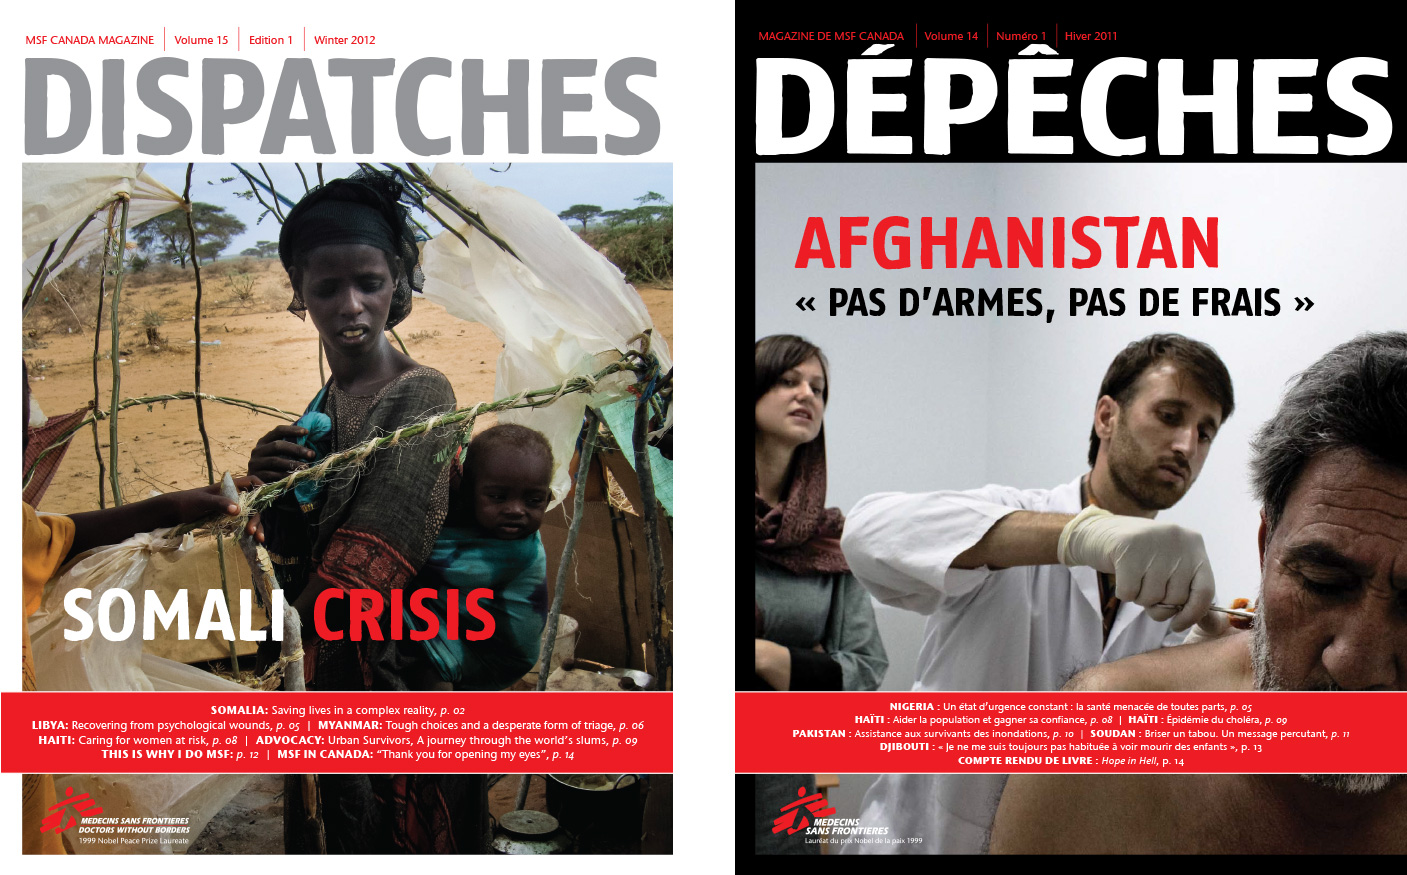 MSF CANADA MAGAZINE | Volume 15 | Edition 1 | Winter 2012
DISPATCHES
SOMALI CRISIS
SOMALIA: Saving lives in a complex reality, p. 02
LIBYA: Recovering from psychological wounds, p. 05 | MYANMAR: Tough choices and a desperate form of triage, p. 06
HAITI: Caring for women at risk, p. 08 | ADVOCACY: Urban Survivors, A journey through the world's slums, p. 09
THIS IS WHY I DO MSF: p. 12 | MSF IN CANADA: “Thank you for opening my eyes”, p. 14
MEDECINS SANS FRONTIERES
DOCTORS WITHOUT BORDERS
1999 Nobel Peace Prize Laureate
MAGAZINE DE MSF CANADA | Volume 14 | Numéro 1 | Hiver 2011
DÉPÊCHES
AFGHANISTAN
« PAS D’ARMES, PAS DE FRAIS »
NIGERIA : Un état d’urgence constant : la santé menacée de toutes parts, p. 05
HAÏTI : Aider la population et gagner sa confiance, p. 08 | HAÏTI : Épidémie du choléra, p. 09
PAKISTAN : Assistance aux survivants des inondations, p. 10 | SOUDAN : Briser un tabou. Un message percutant, p. 11
DJIBOUTI : « Je ne me suis toujours pas habituée à voir mourir des enfants », p. 13
COMPTE RENDU DE LIVRE : Hope in Hell, p. 14
MEDECINS
SANS FRONTIERES
Lauréat du prix Nobel de la paix 1999